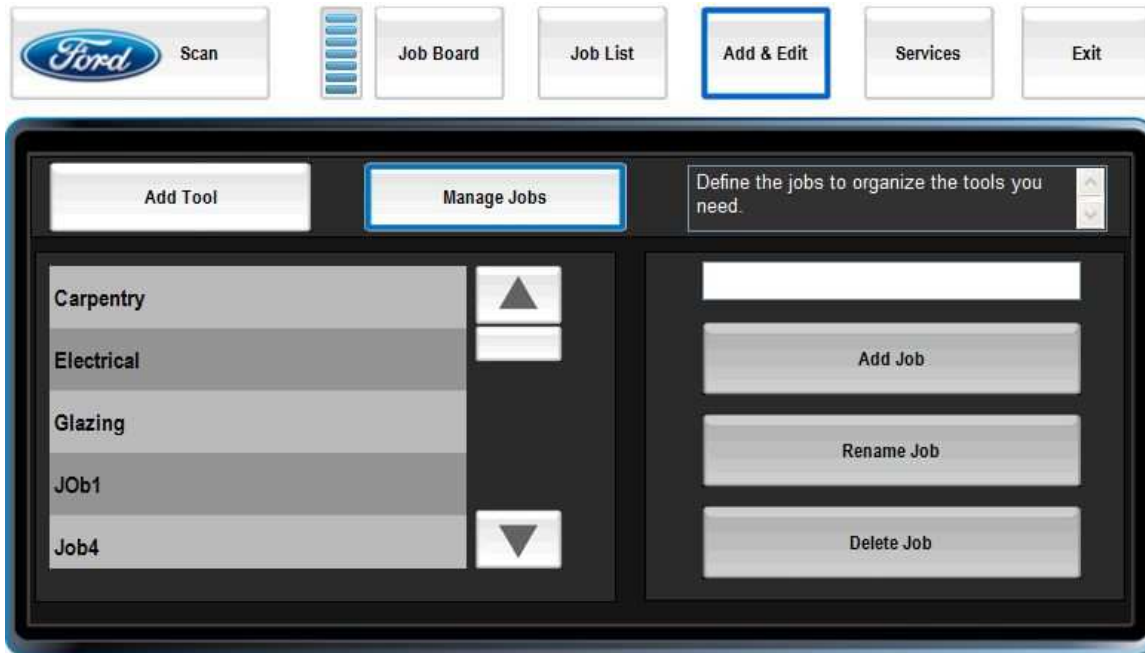 Ford Scan Job Board Job List Add & Edit Services Exit
Add Tool Manage Jobs Define the jobs to organize the tools you
need.
Carpentry
Electrical
Glazing
JOb1
Job4
Add Job
Rename Job
Delete Job